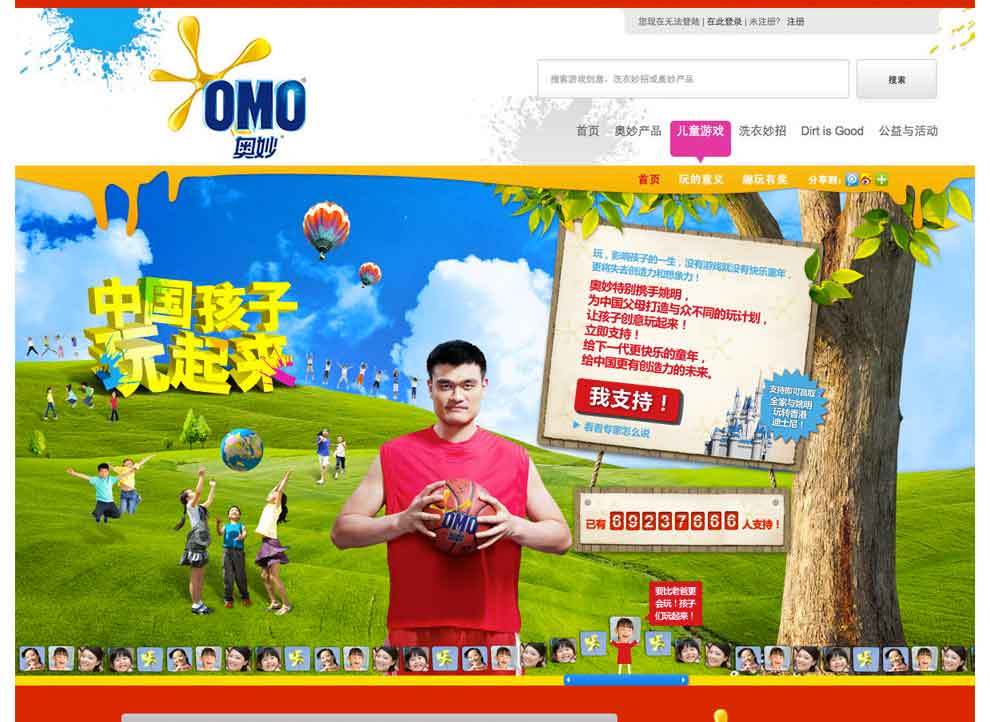 您现在无法登陆 | 在此登录 | 未注册? 注册
OMO
奥妙
搜索游戏创意、洗衣妙招或奥妙产品
搜索
首页 奥妙产品 儿童游戏 洗衣妙招 Dirt is Good 公益与活动
首页 玩的意义 趣玩有奖 分享到:
中国孩子
玩起来
玩，影响孩子的一生，没有游戏就没有快乐童年，
更将失去创造力和想象力！
奥妙特别携手姚明，
为中国父母打造与众不同的玩计划，
让孩子创意玩起来！
立即支持！
给下一代更快乐的童年，
给中国更有创造力的未来。
我支持！
看看专家怎么说
支持即可赢取
全家与姚明
玩转香港
迪士尼！
OMO
已有 89237666 人支持！
要比老爸更
会玩！孩子
们玩起来！